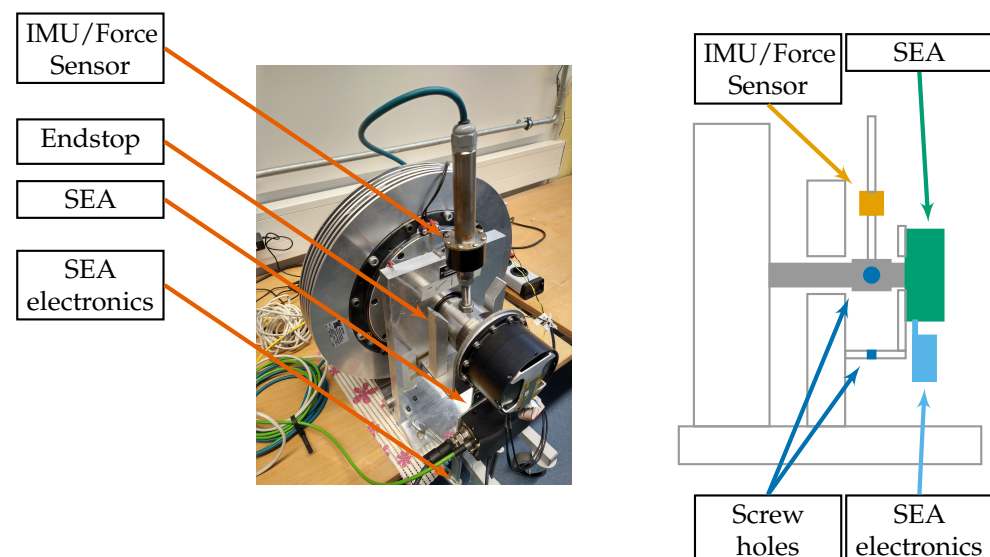 IMU/Force
Sensor
Endstop
SEA
SEA
electronics
IMU/Force
Sensor
SEA
Screw
holes
SEA
electronics